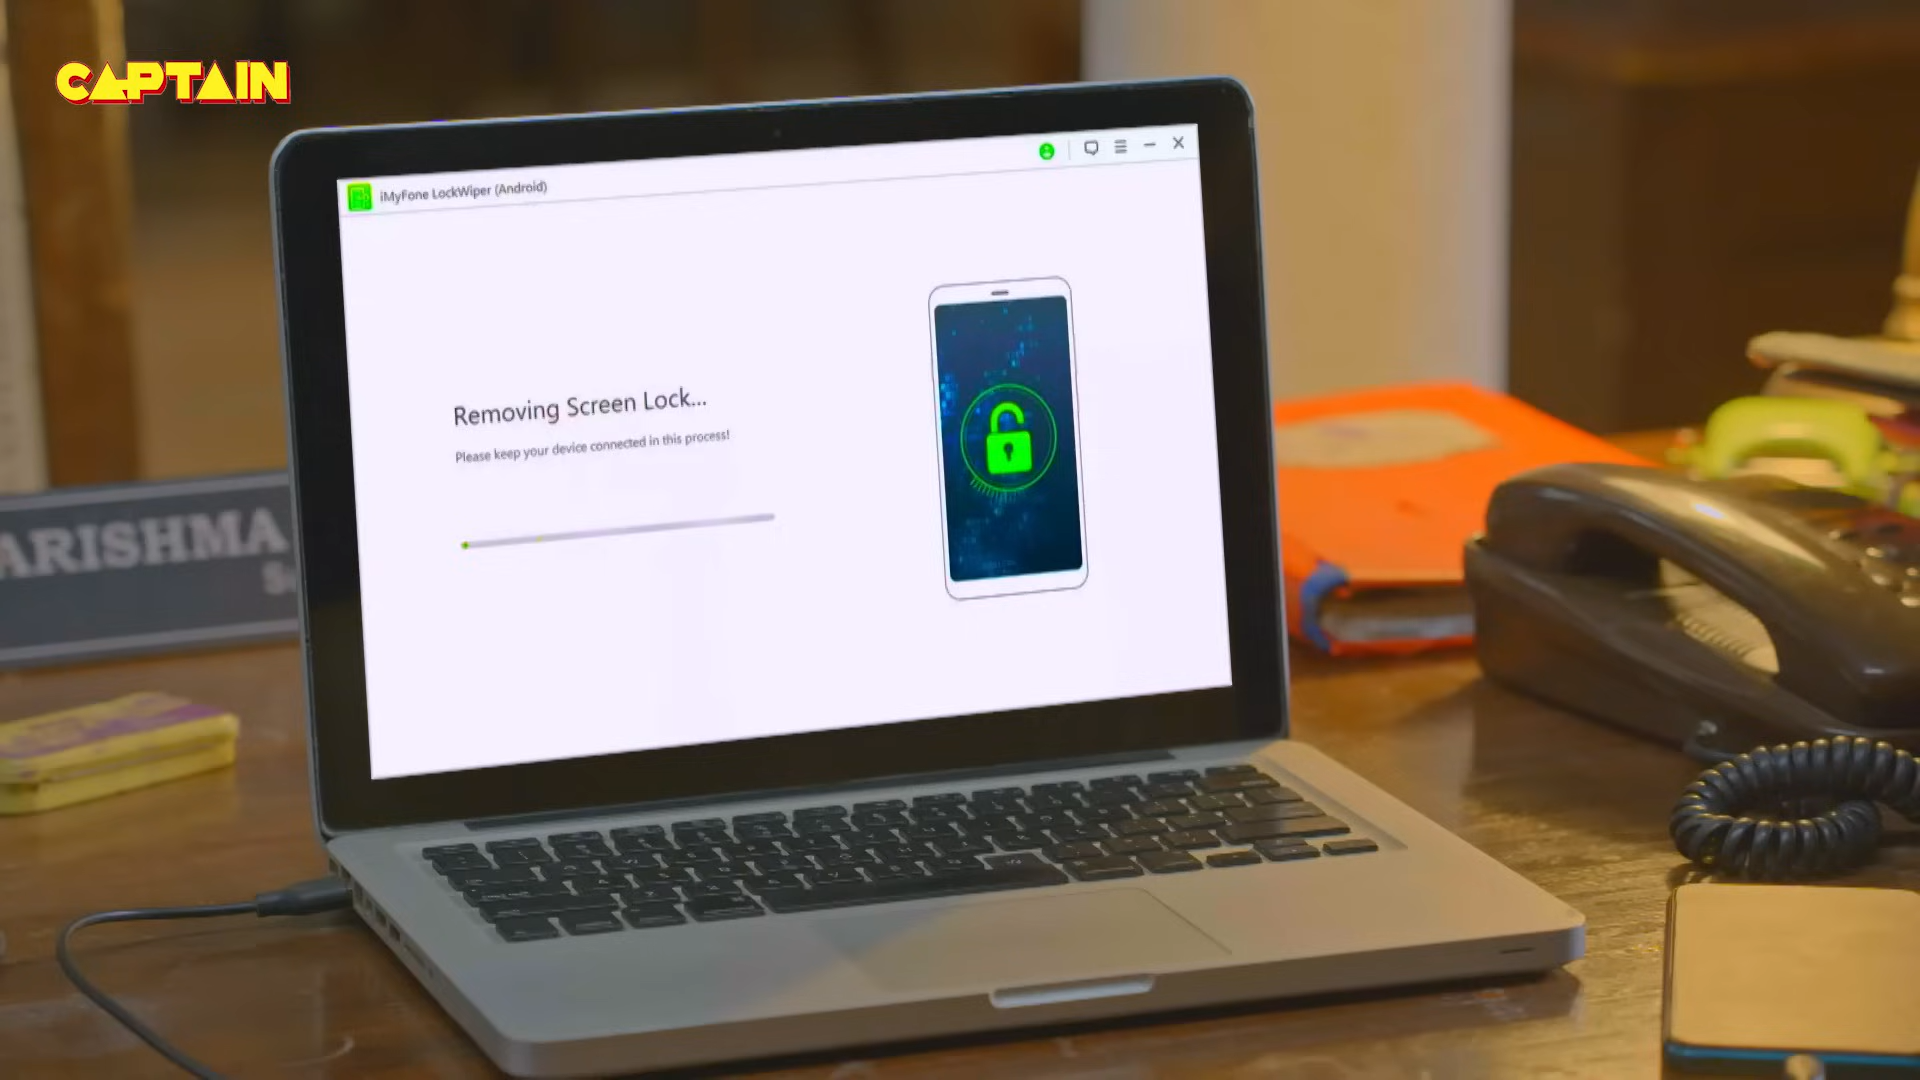 CAPTAIN
iMyFone LockWiper (Android)
Removing Screen Lock...
Please keep your device connected in this process!
ARISHMA